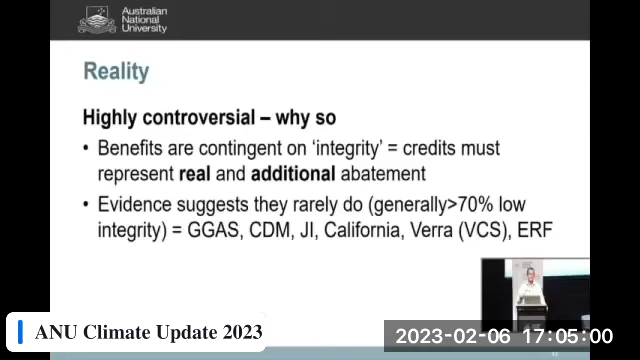 Australian
National
University
Reality
Highly controversial – why so
• Benefits are contingent on ‘integrity’ = credits must
represent real and additional abatement
• Evidence suggests they rarely do (generally>70% low
integrity) = GGAS, CDM, JI, California, Verra (VCS), ERF
ANU Climate Update 2023
2023-02-06 17:05:00